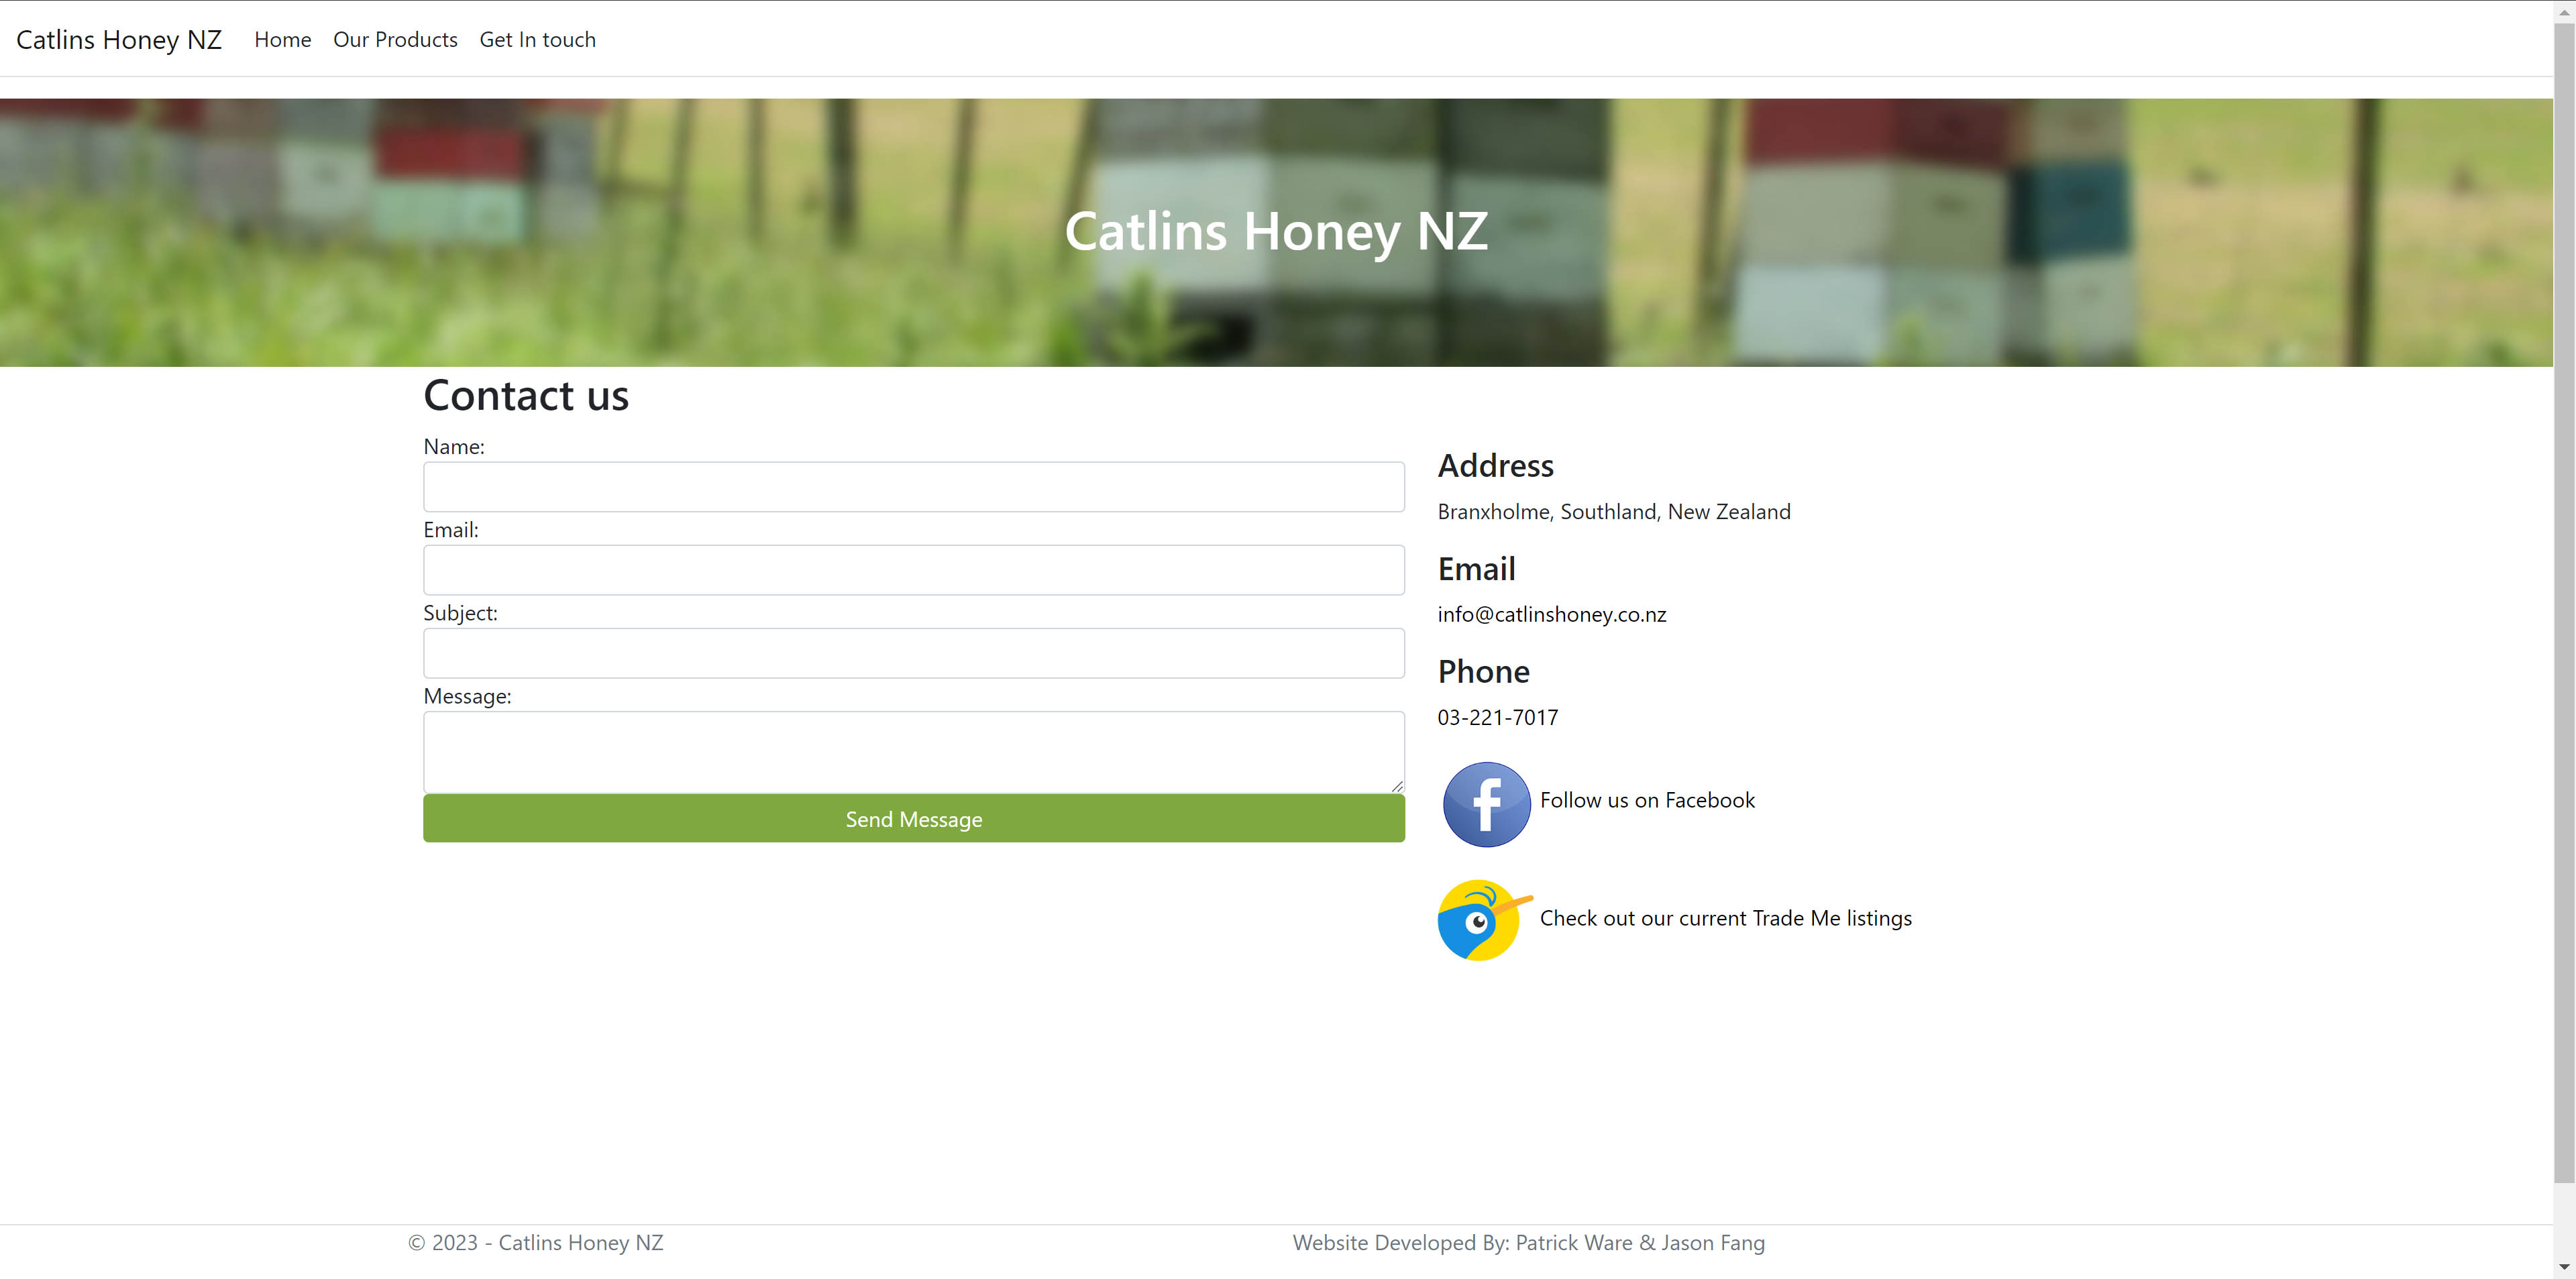 Catlins Honey NZ Home Our Products Get In touch
Catlins Honey NZ
Contact us
Name:
Email:
Subject:
Message:
Send Message
Address
Branxholme, Southland, New Zealand
Email
info@catlinshoney.co.nz
Phone
03-221-7017
f Follow us on Facebook
Check out our current Trade Me listings
© 2023 - Catlins Honey NZ
Website Developed By: Patrick Ware & Jason Fang